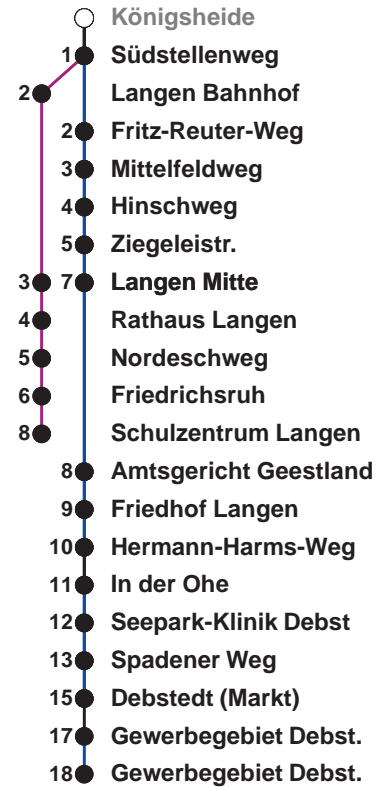 Königsheide
1 Südstellenweg
2 Langen Bahnhof
2 Fritz-Reuter-Weg
3 Mittelfeldweg
4 Hinschweg
5 Ziegeleistr.
3 7 Langen Mitte
4 Rathaus Langen
5 Nordeschweg
6 Friedrichsruh
8 Schulzentrum Langen
8 Amtsgericht Geestland
9 Friedhof Langen
10 Hermann-Harms-Weg
11 In der Ohe
12 Seepark-Klinik Debst
13 Spadener Weg
15 Debstedt (Markt)
17 Gewerbegebiet Debst.
18 Gewerbegebiet Debst.